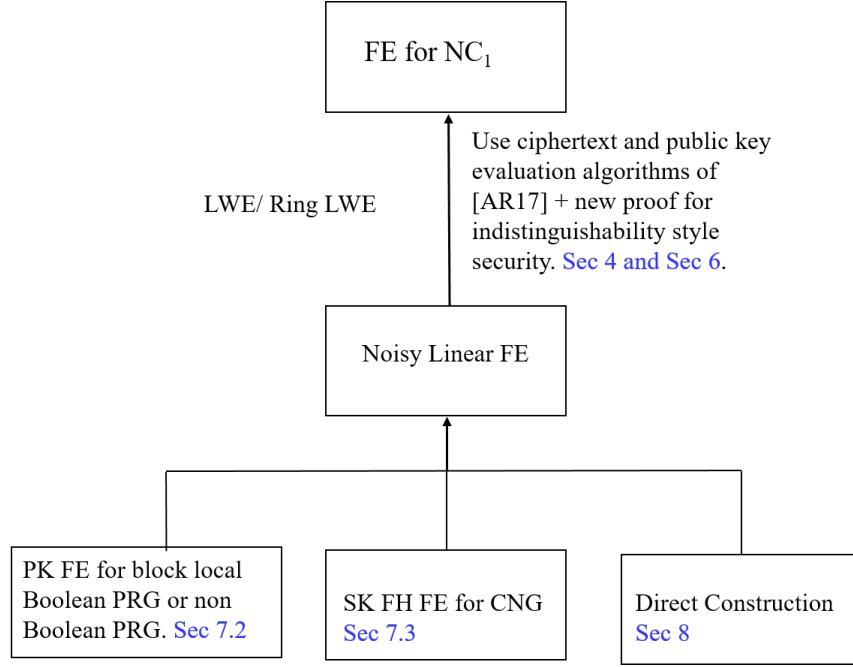 FE for NC₁
Use ciphertext and public key
evaluation algorithms of
[AR17] + new proof for
indistinguishability style
security. Sec 4 and Sec 6.
LWE/ Ring LWE
Noisy Linear FE
PK FE for block local
Boolean PRG or non
Boolean PRG. Sec 7.2
SK FH FE for CNG
Sec 7.3
Direct Construction
Sec 8